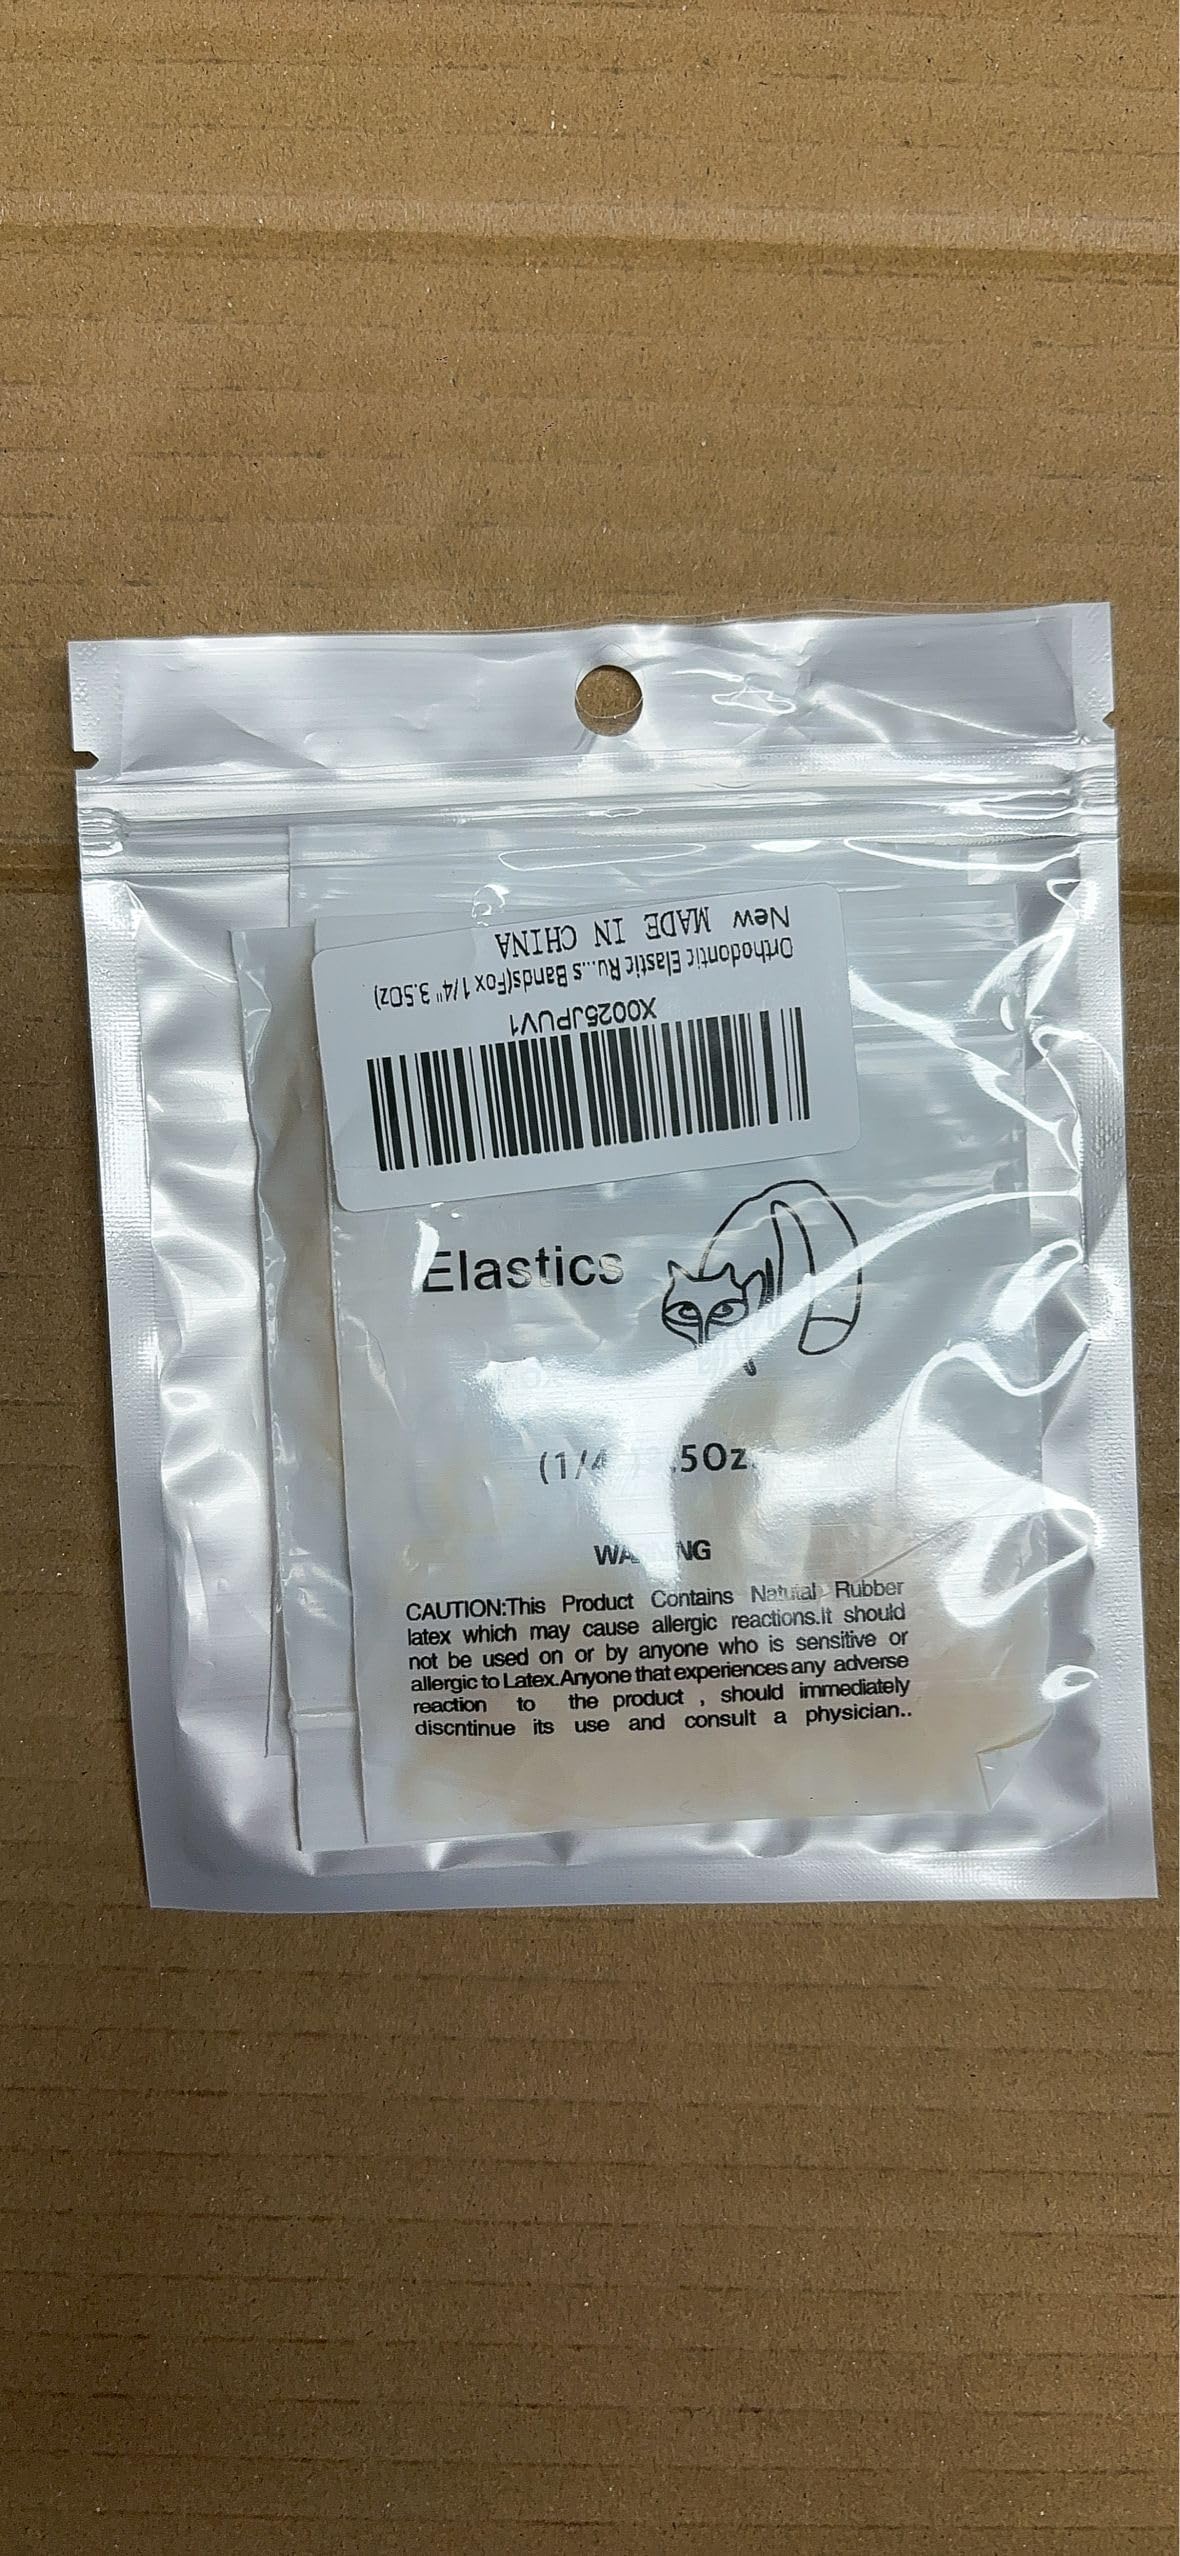 X0025JPUV1
Orthodontic Elastic Ru...s Bands(Fox 1/4" 3.5Oz)
New MADE IN CHINA
Elastics
(1/4 .5Oz.
CAUTION:This Product Contains Natural Rubber
latex which may cause allergic reactions.It should
not be used on or by anyone who is sensitive or
allergic to Latex.Anyone that experiences any adverse
reaction to the product , should immediately
discntinue its use and consult a physician..